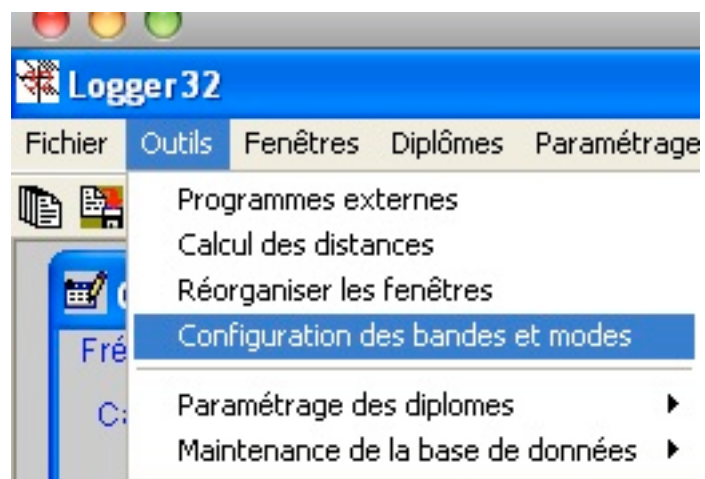 Logger32
Fichier Outils Fenêtres Diplômes Paramétrage
Programmes externes
Calcul des distances
Réorganiser les fenêtres
Configuration des bandes et modes
Fré
Paramétrage des diplomes
Maintenance de la base de données